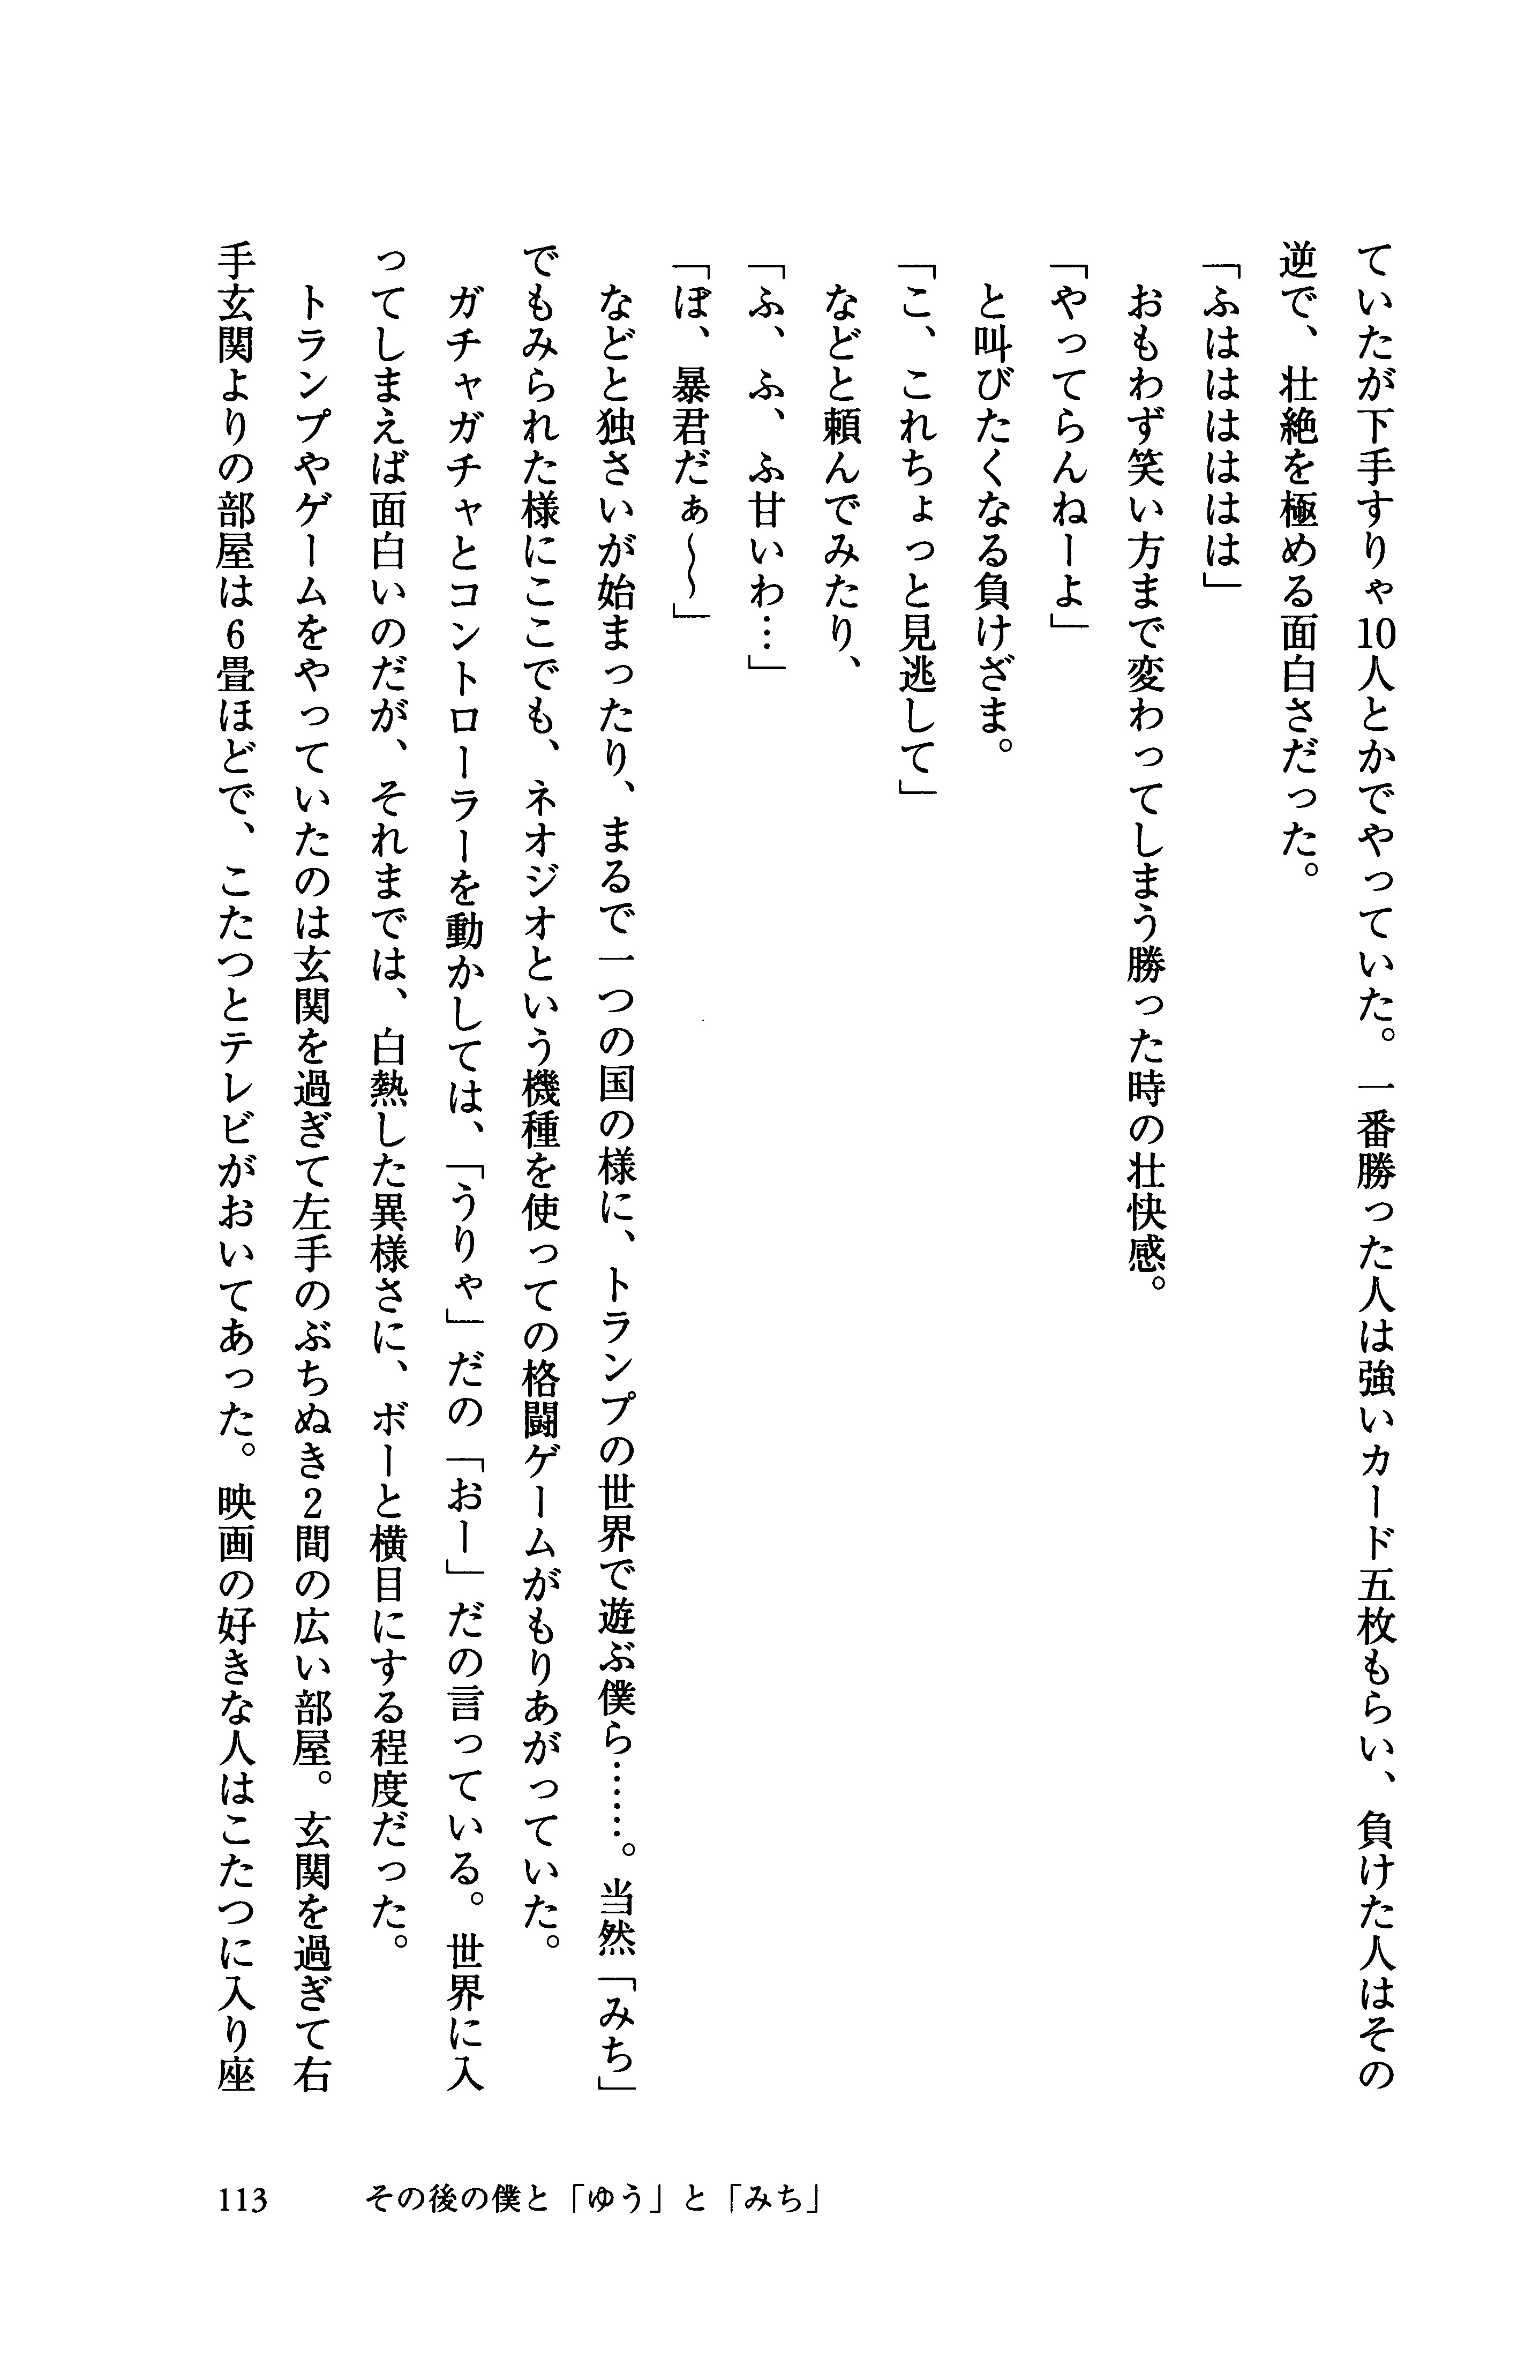 ていたが下手すりゃ10人とかでやっていた。一番勝った人は強いカード五枚もらい、負けた人はその
逆で、壮絶を極める面白さだった。
「ふはははははは」
おもわず笑い方まで変わってしまう勝った時の壮快感。
「やってらんねーよ」
と叫びたくなる負けざま。
「こ、これちょっと見逃して」
などと頼んでみたり、
「ふ、ふ、ふ甘いわ…」
「ぼ、暴君だぁ〜〜」
などと独さいが始まったり、まるで一つの国の様に、トランプの世界で遊ぶ僕ら……。当然「みち」
でもみられた様にここでも、ネオジオという機種を使っての格闘ゲームがもりあがっていた。
ガチャガチャとコントローラーを動かしては、「うりゃ」だの「おー」だの言っている。世界に入
ってしまえば面白いのだが、それまでは、白熱した異様さに、ボーと横目にする程度だった。
トランプやゲームをやっていたのは玄関を過ぎて左手のぶちぬき2間の広い部屋。玄関を過ぎて右
手玄関よりの部屋は6畳ほどで、こたつとテレビがおいてあった。映画の好きな人はこたつに入り座
113 その後の僕と「ゆう」と「みち」